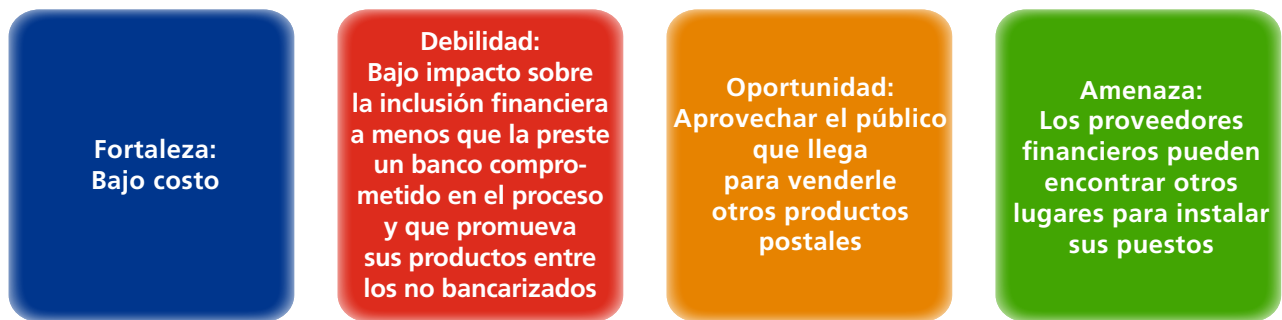 Fortaleza:
Bajo costo
Debilidad:
Bajo impacto sobre
la inclusión financiera
a menos que la preste
un banco compro-
metido en el proceso
y que promueva
sus productos entre
los no bancarizados
Oportunidad:
Aprovechar el público
que llega
para venderle
otros productos
postales
Amenaza:
Los proveedores
financieros pueden
encontrar otros
lugares para instalar
sus puestos